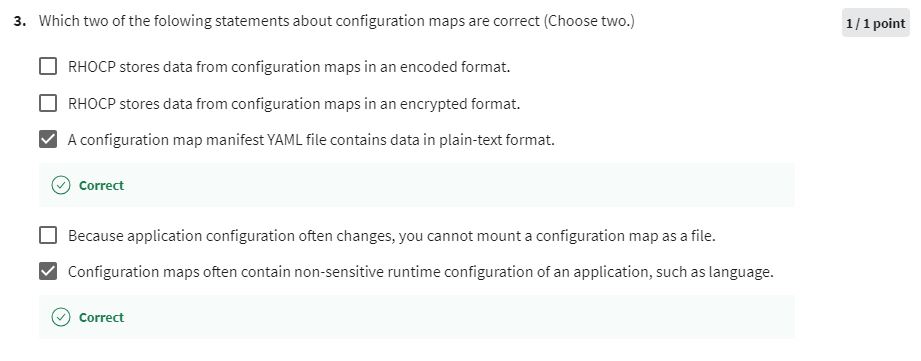 3. Which two of the folowing statements about configuration maps are correct (Choose two.)
1 / 1 point
RHOCP stores data from configuration maps in an encoded format.
RHOCP stores data from configuration maps in an encrypted format.
A configuration map manifest YAML file contains data in plain-text format.
Correct
Because application configuration often changes, you cannot mount a configuration map as a file.
Configuration maps often contain non-sensitive runtime configuration of an application, such as language.
Correct